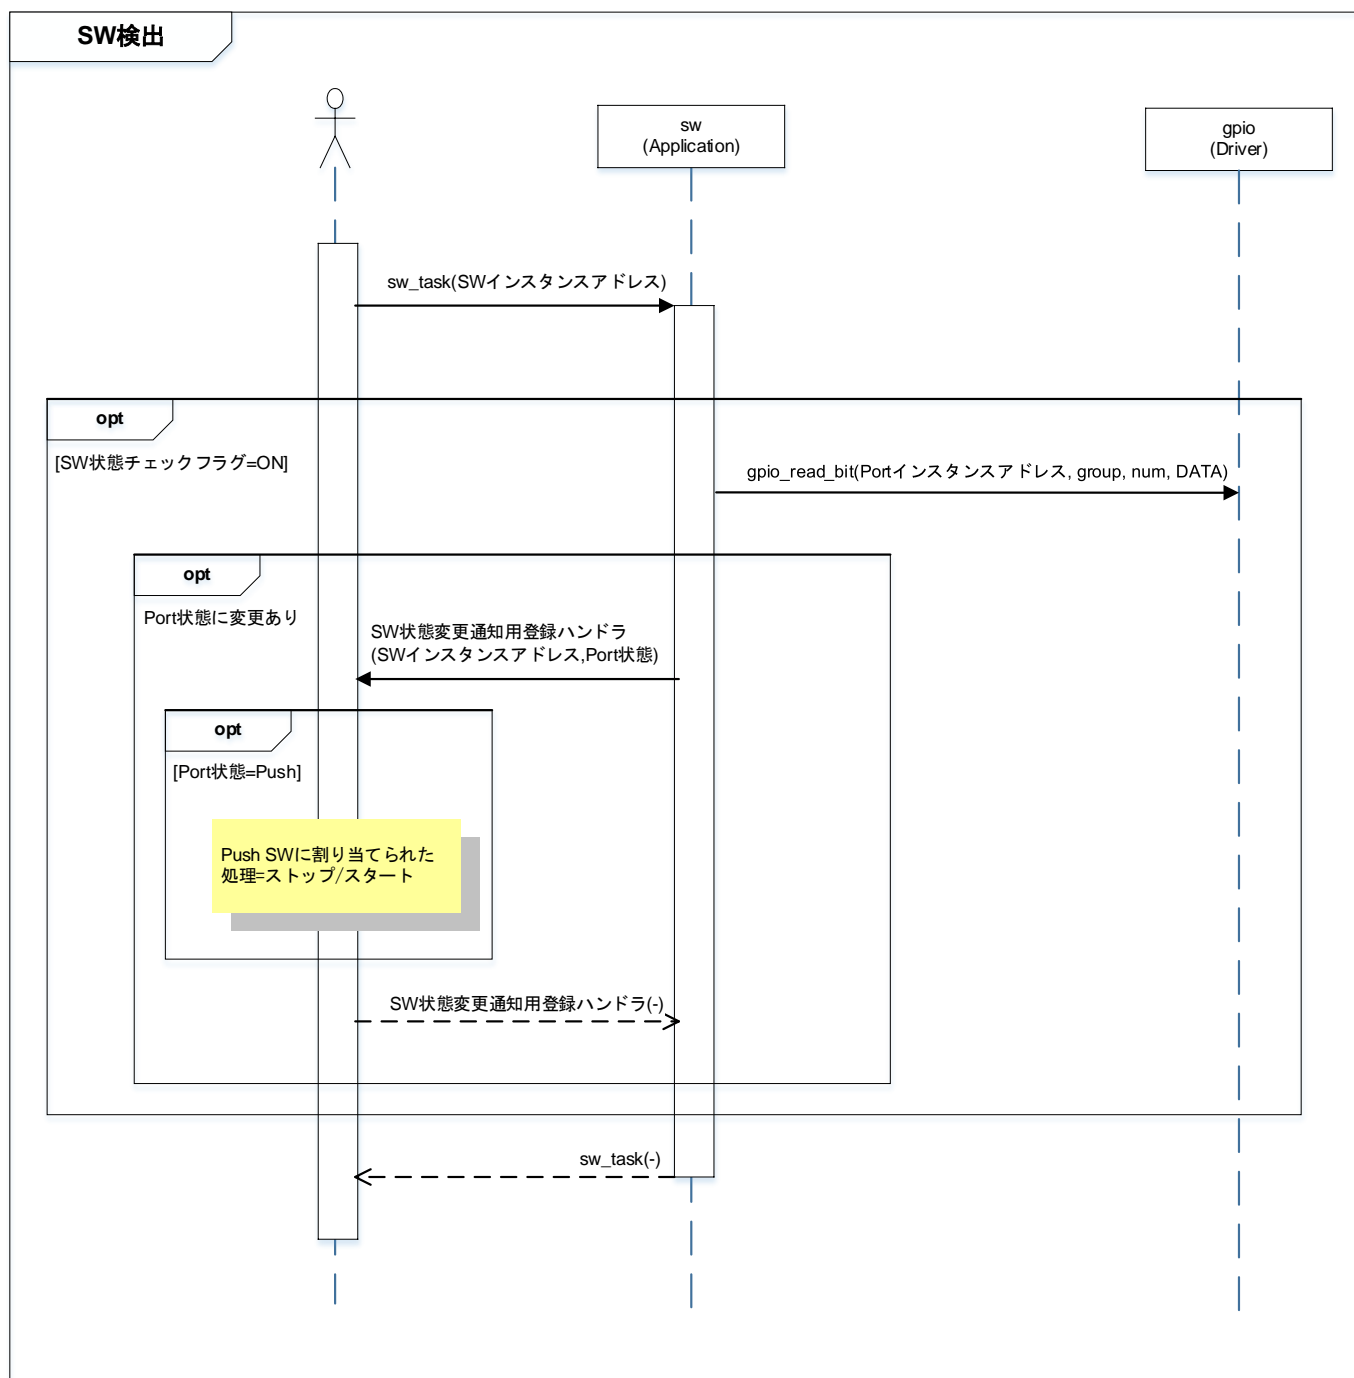 SW検出
sw
(Application)
gpio
(Driver)
sw_task(SWインスタンスアドレス)
opt
[SW状態チェックフラグ=ON]
gpio_read_bit(Portインスタンスアドレス, group, num, DATA)
opt
Port状態に変更あり
SW状態変更通知用登録ハンドラ
(SWインスタンスアドレス,Port状態)
opt
[Port状態=Push]
Push SWに割り当てられた
処理=ストップ/スタート
SW状態変更通知用登録ハンドラ(-)
sw_task(-)